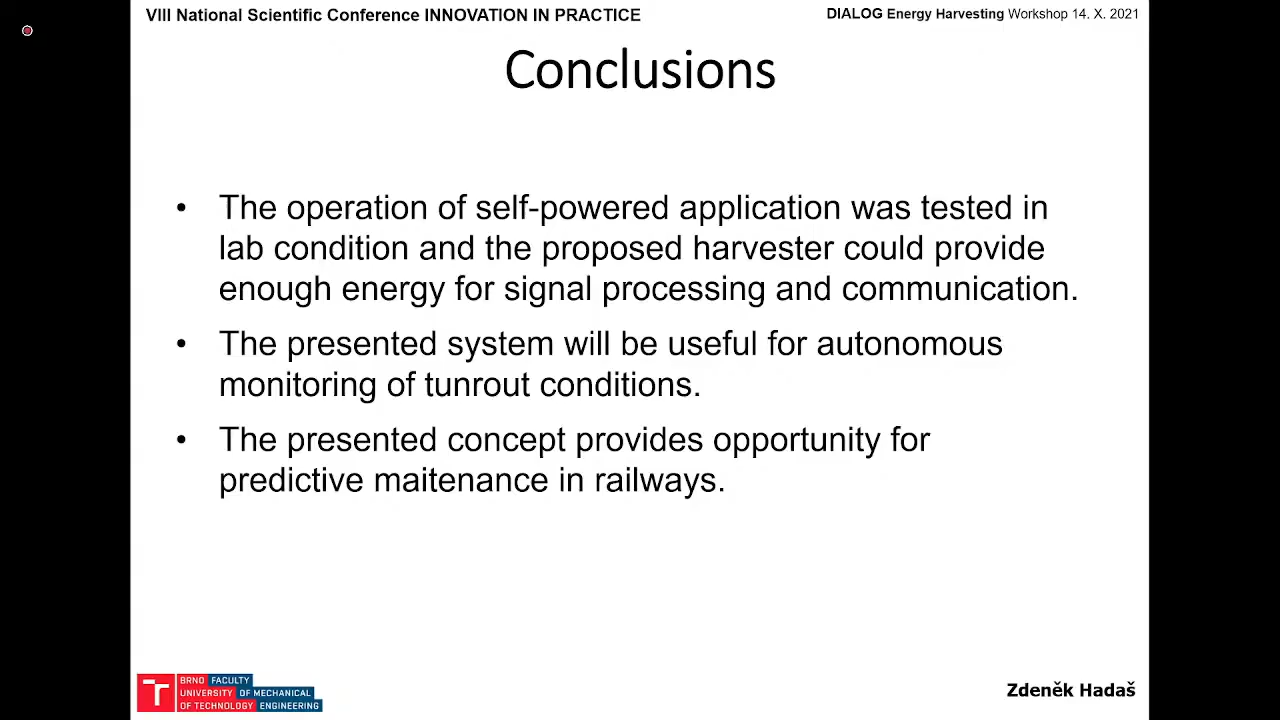 VIII National Scientific Conference INNOVATION IN PRACTICE
DIALOG Energy Harvesting Workshop 14. X. 2021
Conclusions
• The operation of self-powered application was tested in
lab condition and the proposed harvester could provide
enough energy for signal processing and communication.
• The presented system will be useful for autonomous
monitoring of tunrout conditions.
• The presented concept provides opportunity for
predictive maitenance in railways.
BRNO FACULTY
UNIVERSITY OF MECHANICAL
OF TECHNOLOGY ENGINEERING
Zdeněk Hadaš